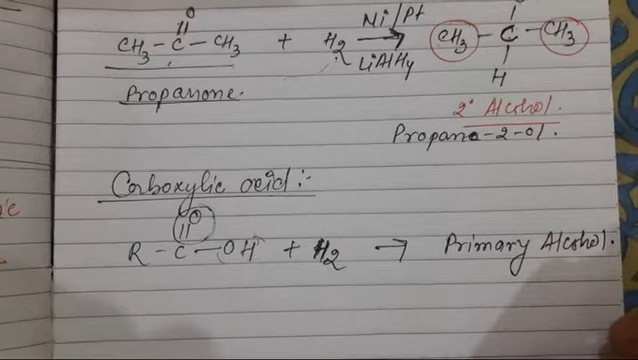 O
||
CH3 - C - CH3 + H2 Ni/Pt → LiAlH4 CH3 - C - CH3
|
H
Propanone.
2° Alcohol.
Propane-2-ol.
Carboxylic acid :-
O
||
R - C - OH + H2 → Primary Alcohol.